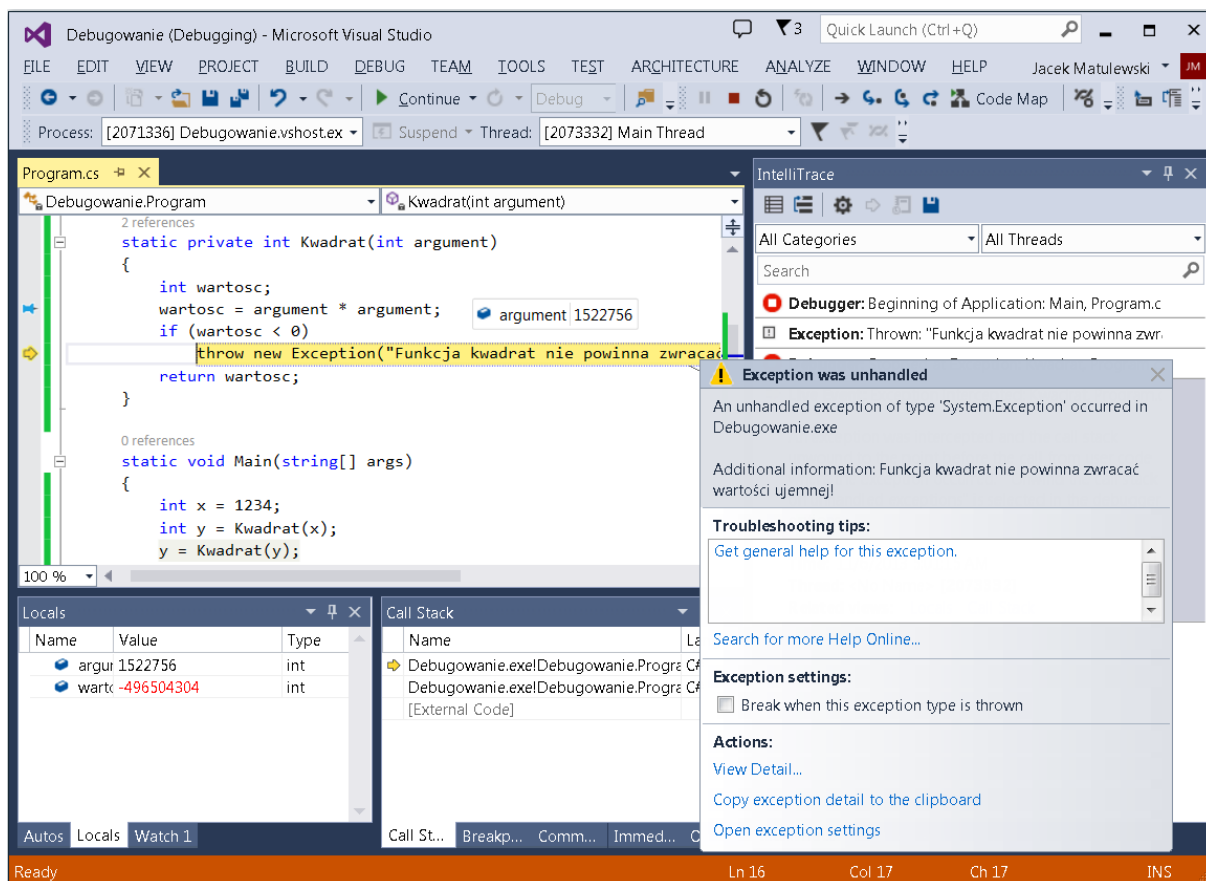 Debugowanie (Debugging) - Microsoft Visual Studio
3
Quick Launch (Ctrl+Q)
FILE EDIT VIEW PROJECT BUILD DEBUG TEAM TOOLS TEST ARCHITECTURE ANALYZE WINDOW HELP Jacek Matulewski JM
Continue Debug Code Map
Process: [2071336] Debugowanie.vshost.ex Suspend Thread: [2073332] Main Thread
Program.cs
Debugowanie.Program Kwadrat(int argument)
2 references
static private int Kwadrat(int argument)
{
int wartosc;
wartosc = argument * argument;
argument 1522756
if (wartosc < 0)
throw new Exception("Funkcja kwadrat nie powinna zwracać
return wartosc;
}
0 references
static void Main(string[] args)
{
int x = 1234;
int y = Kwadrat(x);
y = Kwadrat(y);
100 %
IntelliTrace
All Categories All Threads
Search
Debugger: Beginning of Application: Main, Program.c
Exception: Thrown: "Funkcja kwadrat nie powinna zwr
Exception was unhandled
An unhandled exception of type 'System.Exception' occurred in
Debugowanie.exe
Additional information: Funkcja kwadrat nie powinna zwracać
wartości ujemnej!
Troubleshooting tips:
Get general help for this exception.
Search for more Help Online...
Exception settings:
Break when this exception type is thrown
Actions:
View Detail...
Copy exception detail to the clipboard
Open exception settings
Locals
Name Value Type
argur 1522756 int
wartc -496504304 int
Autos Locals Watch 1
Call Stack
Name La
Debugowanie.exe!Debugowanie.Progra C#
Debugowanie.exe!Debugowanie.Progra C#
[External Code]
Call St... Breakp... Comm... Immed... O
Ready Ln 16 Col 17 Ch 17 INS